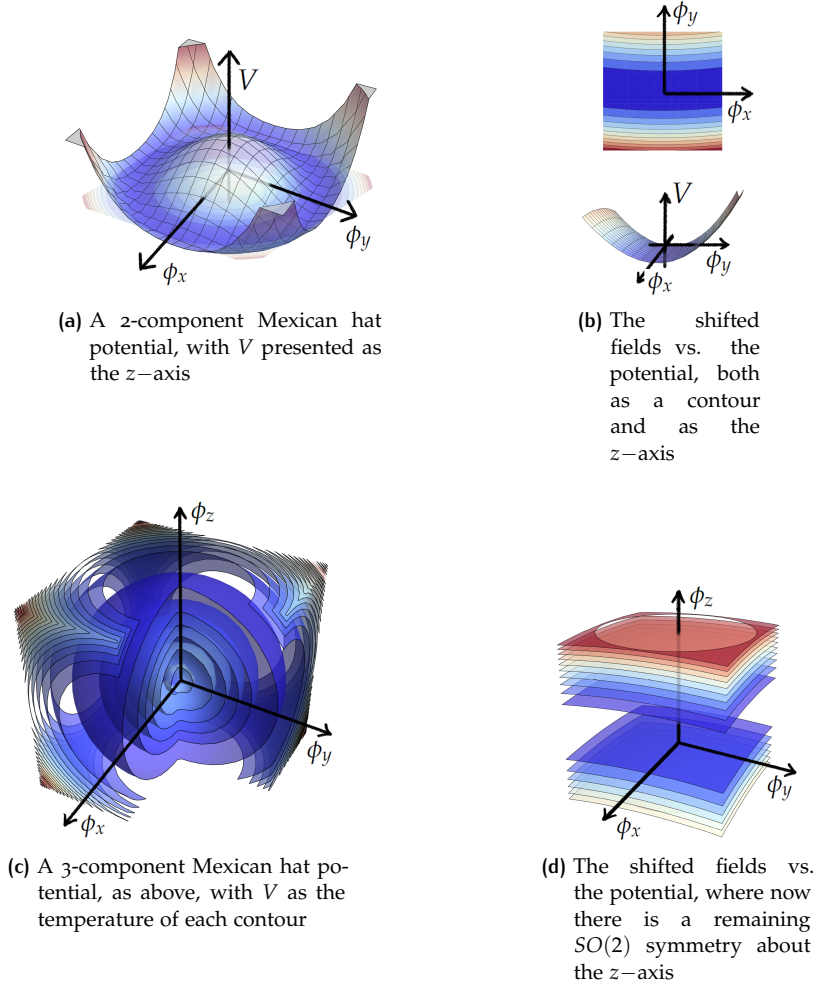 V
ϕy
ϕx
ϕy
ϕx
V
ϕy
ϕx
(a) A 2-component Mexican hat
potential, with V presented as
the z−axis
(b) The shifted
fields vs. the
potential, both
as a contour
and as the
z−axis
ϕz
ϕy
ϕx
ϕz
ϕy
ϕx
(c) A 3-component Mexican hat po-
tential, as above, with V as the
temperature of each contour
(d) The shifted fields vs.
the potential, where now
there is a remaining
SO(2) symmetry about
the z−axis